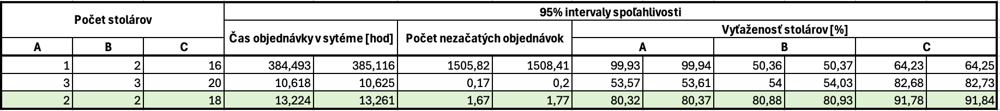 Počet stolárov 95% intervaly spoľahlivosti
Čas objednávky v sytéme [hod] Počet nezačatých objednávok Vyťaženosť stolárov [%]
A B C A B C
1 2 16 384,493 385,116 1505,82 1508,41 99,93 99,94 50,36 50,37 64,23 64,25
3 3 20 10,618 10,625 0,17 0,2 53,57 53,61 54 54,03 82,68 82,73
2 2 18 13,224 13,261 1,67 1,77 80,32 80,37 80,88 80,93 91,78 91,84